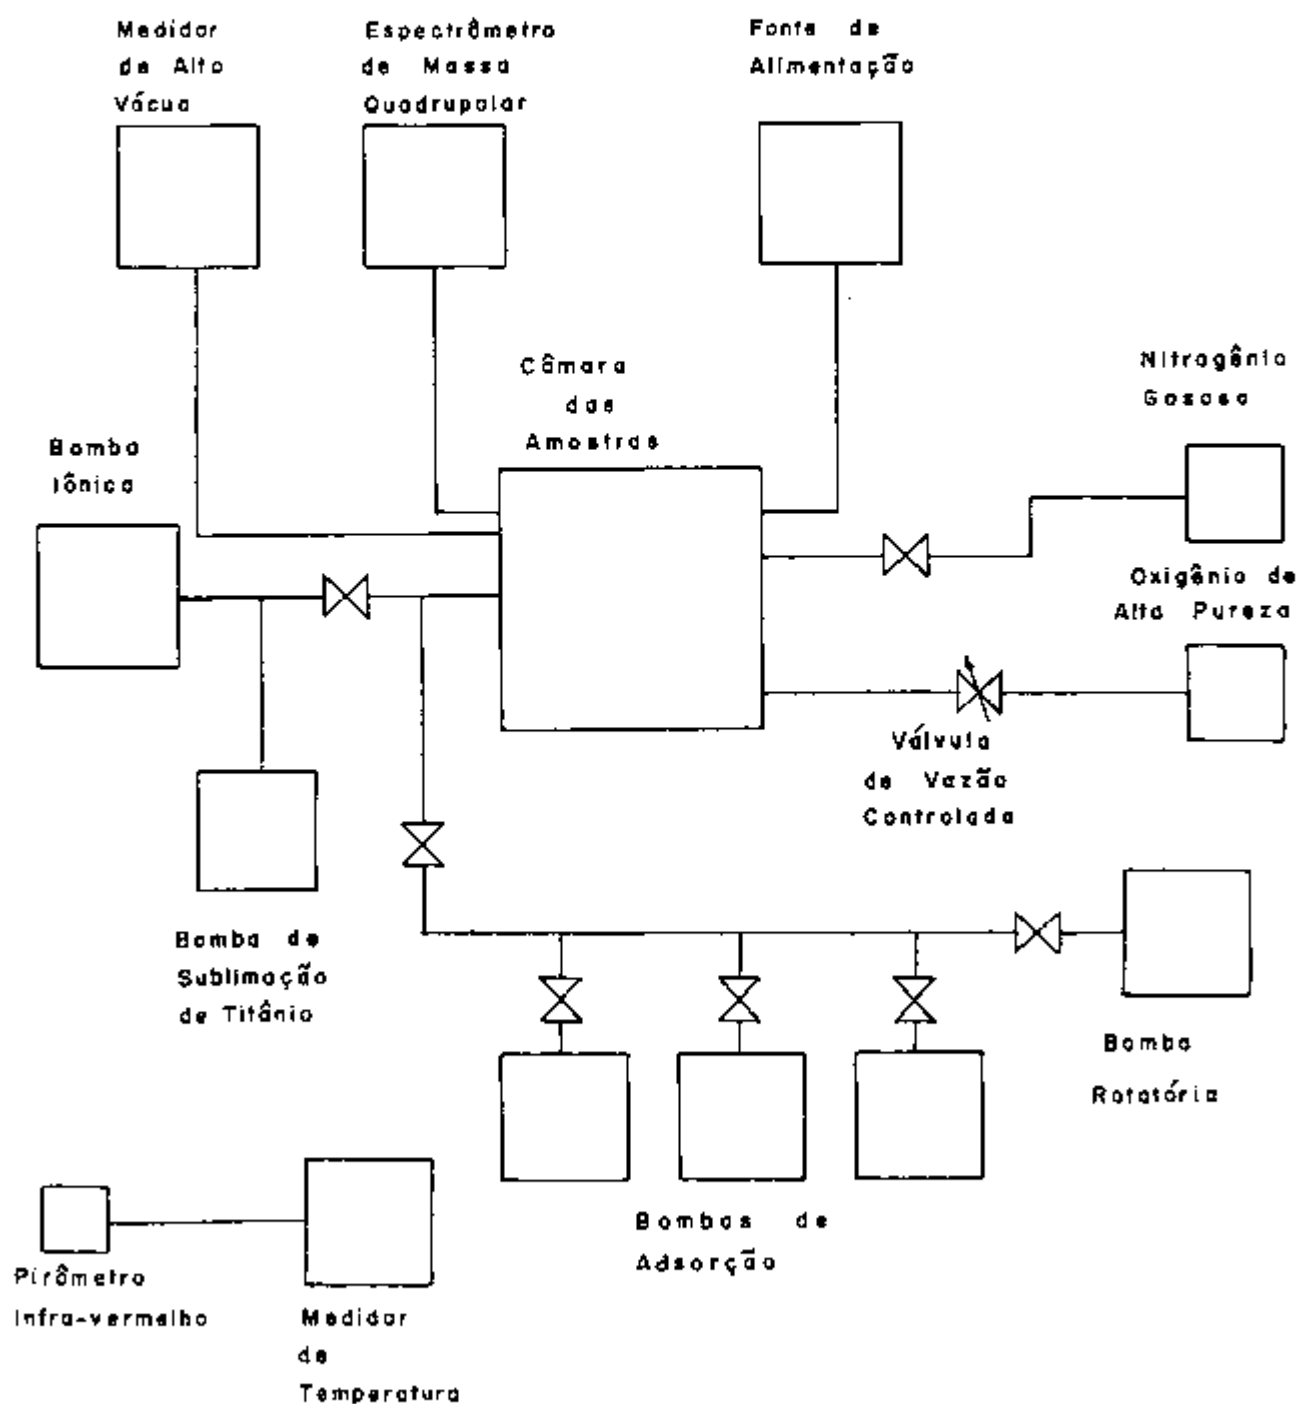 Medidor
de Alto
Vácuo
Espectrômetro
de Massa
Quadrupolar
Fonte de
Alimentação
Câmara
das
Amostras
Nitrogênio
Gasoso
Bomba
Iônica
Oxigênio de
Alta Pureza
Válvula
de Vazão
Controlada
Bomba de
Sublimação
de Titânio
Bomba
Rotatória
Bombas de
Adsorção
Pirômetro
Infra-vermelho
Medidor
de
Temperatura